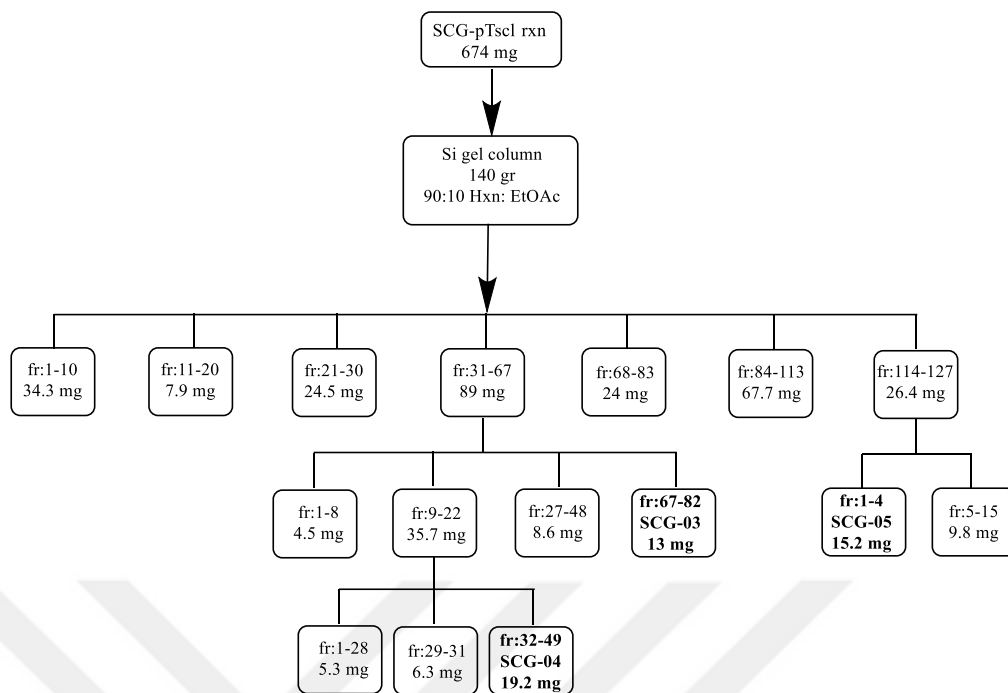 SCG-pTscl rxn
674 mg
Si gel column
140 gr
90:10 Hxn: EtOAc
fr:1-10
34.3 mg
fr:11-20
7.9 mg
fr:21-30
24.5 mg
fr:31-67
89 mg
fr:68-83
24 mg
fr:84-113
67.7 mg
fr:114-127
26.4 mg
fr:1-8
4.5 mg
fr:9-22
35.7 mg
fr:27-48
8.6 mg
fr:67-82
SCG-03
13 mg
fr:1-4
SCG-05
15.2 mg
fr:5-15
9.8 mg
fr:1-28
5.3 mg
fr:29-31
6.3 mg
fr:32-49
SCG-04
19.2 mg